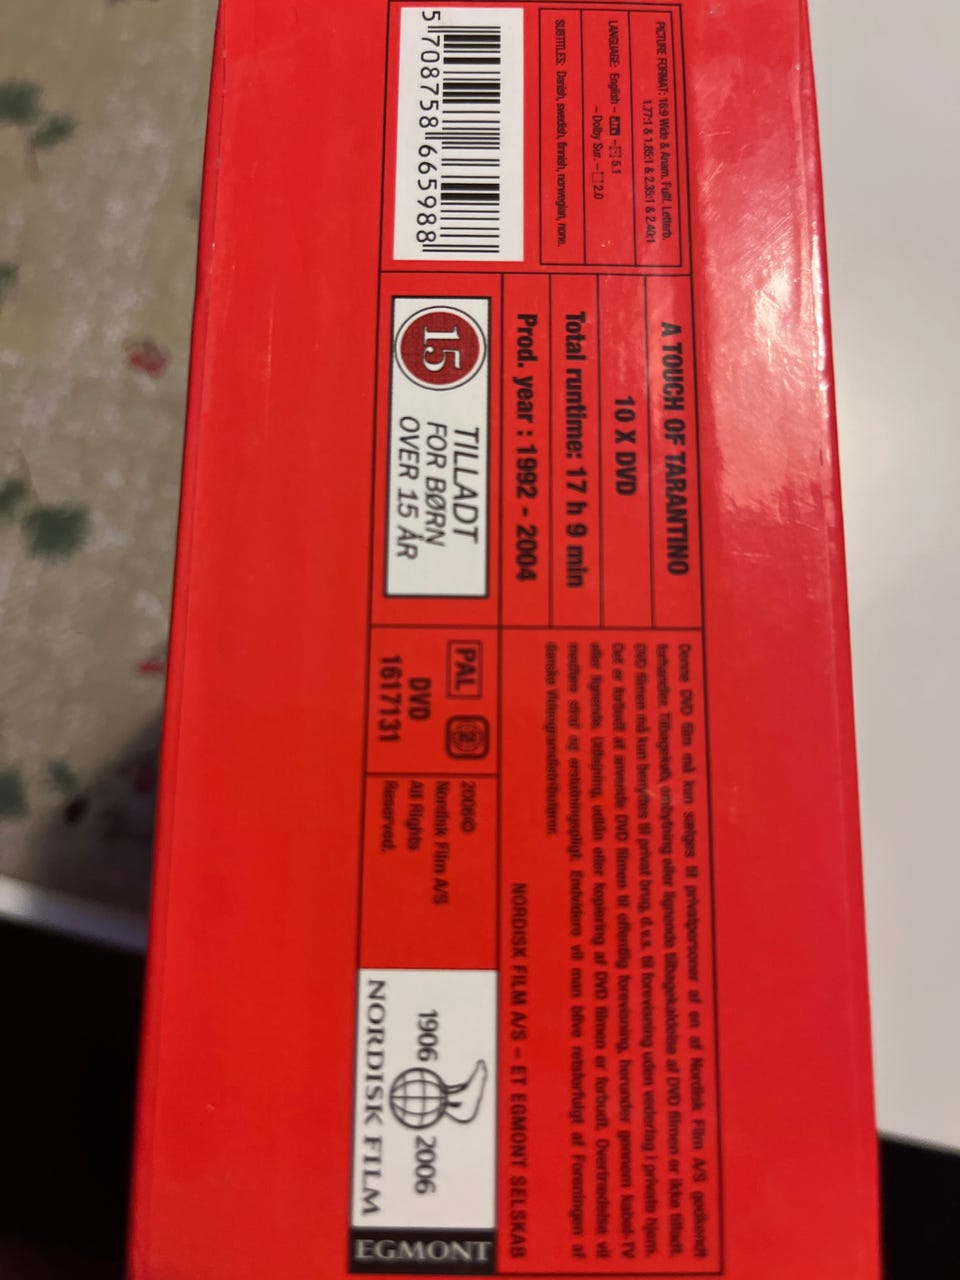 PICTURE FORMAT: 16:9 Wide & Anam. Fullf. Letterb.
1.77:1 & 1.85:1 & 2.35:1 & 2.40:1
LANGUAGE: English - dts - 5.1
- Dolby Sur. - 2.0
SUBTITLES: Danish, swedish, finnish, norwegian, none.
5 708758 665988
A TOUCH OF TARANTINO
10 X DVD
Total runtime: 17 h 9 min
Prod. year : 1992 - 2004
15
TILLADT
FOR BØRN
OVER 15 ÅR
Denne DVD film må kun sælges til privatpersoner af en af Nordisk Film A/S godkendt
forhandler. Tilbagekøb, ombytning eller lignende tilbagekaldelse af DVD filmen er ikke tilladt.
DVD filmen må kun benyttes til privat brug, d.v.s. til forevisning uden vederlag i private hjem.
Det er forbudt at anvende DVD filmen til offentlig forevisning, herunder gennem kabel-TV
eller lignende. Udlejning, udlån eller kopiering af DVD filmen er forbudt. Overtrædelse vil
medføre straf og erstatningspligt. Endvidere vil man blive retsforfulgt af Foreningen af
danske Videogramdistributører.
NORDISK FILM A/S - ET EGMONT SELSKAB
PAL 2
DVD
1617131
2006©
Nordisk Film A/S
All Rights
Reserved.
1906 2006
NORDISK FILM
EGMONT